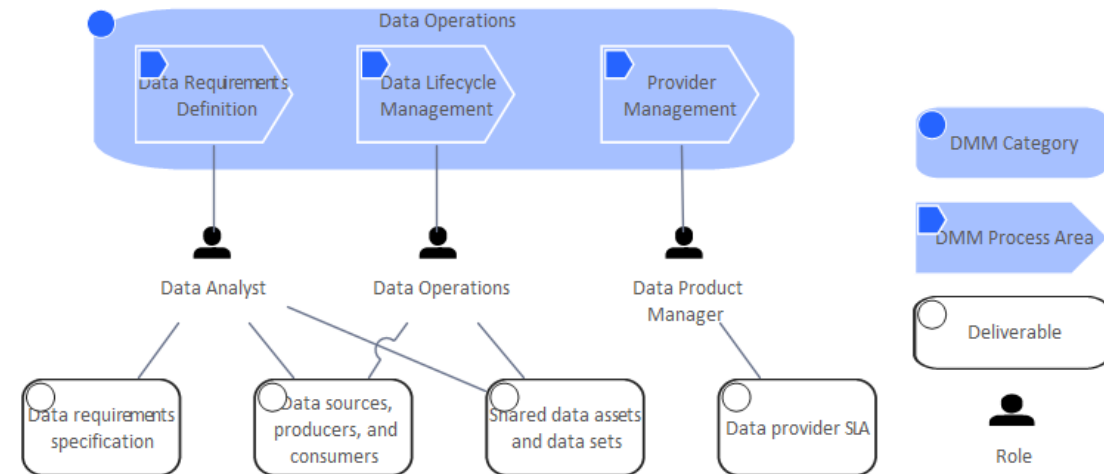 Data Operations
Data Requirements
Definition
Data Lifecycle
Management
Provider
Management
DMM Category
DMM Process Area
Data Analyst
Data Operations
Data Product
Manager
Deliverable
Data requirements
specification
Data sources,
producers, and
consumers
Shared data assets
and data sets
Data provider SLA
Role